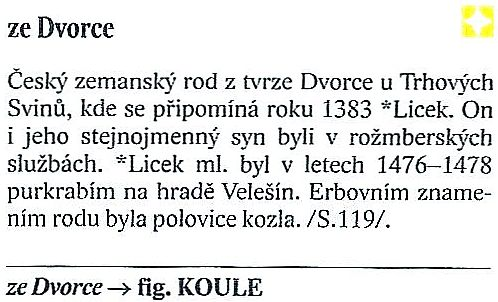 ze Dvorce
Český zemanský rod z tvrze Dvorce u Trhových
Svinů, kde se připomíná roku 1383 *Licek. On
i jeho stejnojmenný syn byli v rožmberských
službách. *Licek ml. byl v letech 1476–1478
purkrabím na hradě Velešín. Erbovním zname-
ním rodu byla polovice kozla. /S.119/.
ze Dvorce → fig. KOULE